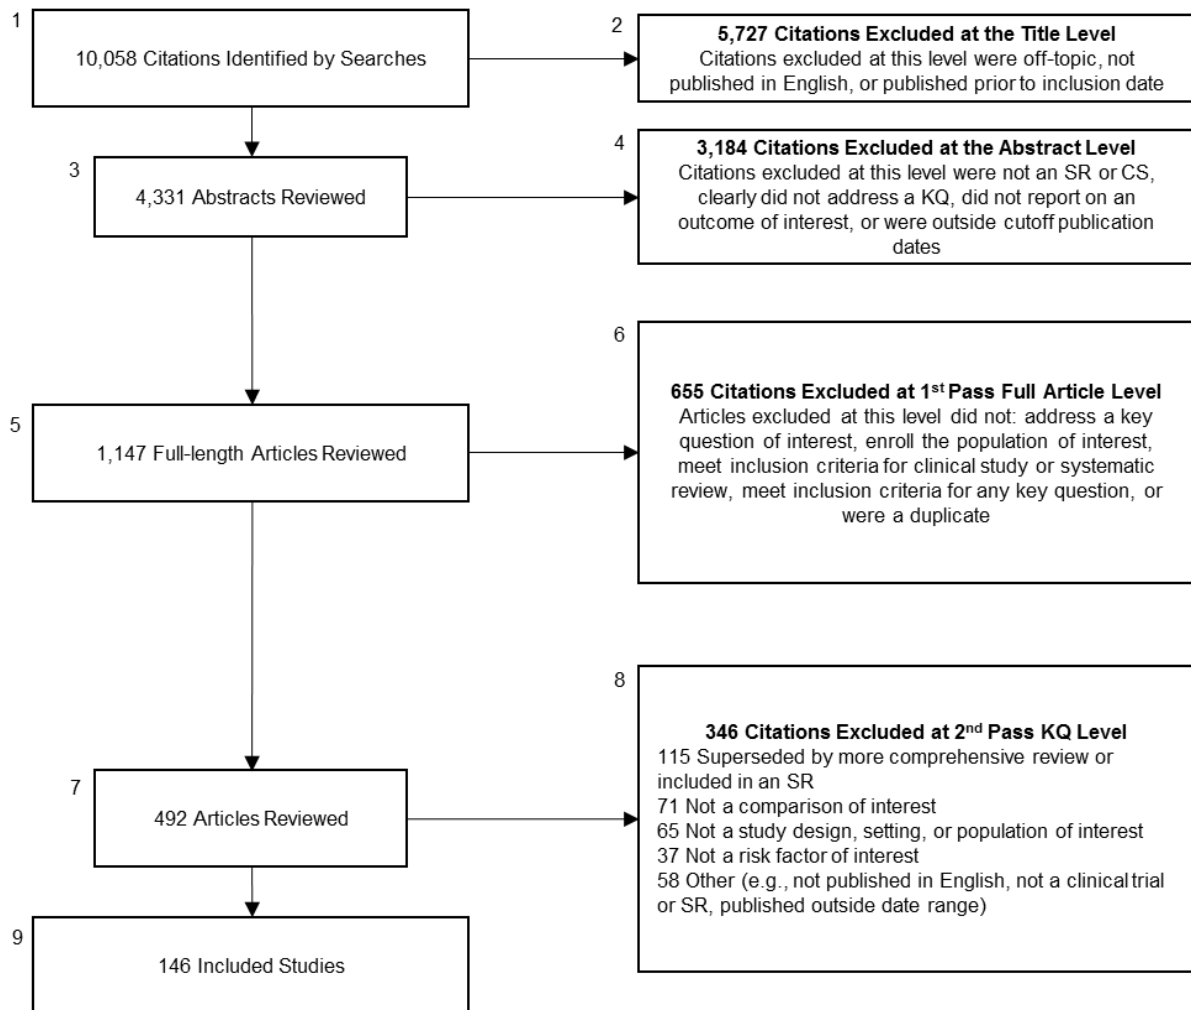 1
10,058 Citations Identified by Searches
2
5,727 Citations Excluded at the Title Level
Citations excluded at this level were off-topic, not
published in English, or published prior to inclusion date
3
4,331 Abstracts Reviewed
4
3,184 Citations Excluded at the Abstract Level
Citations excluded at this level were not an SR or CS,
clearly did not address a KQ, did not report on an
outcome of interest, or were outside cutoff publication
dates
5
1,147 Full-length Articles Reviewed
6
655 Citations Excluded at 1st Pass Full Article Level
Articles excluded at this level did not: address a key
question of interest, enroll the population of interest,
meet inclusion criteria for clinical study or systematic
review, meet inclusion criteria for any key question, or
were a duplicate
7
492 Articles Reviewed
8
346 Citations Excluded at 2nd Pass KQ Level
115 Superseded by more comprehensive review or
included in an SR
71 Not a comparison of interest
65 Not a study design, setting, or population of interest
37 Not a risk factor of interest
58 Other (e.g., not published in English, not a clinical trial
or SR, published outside date range)
9
146 Included Studies